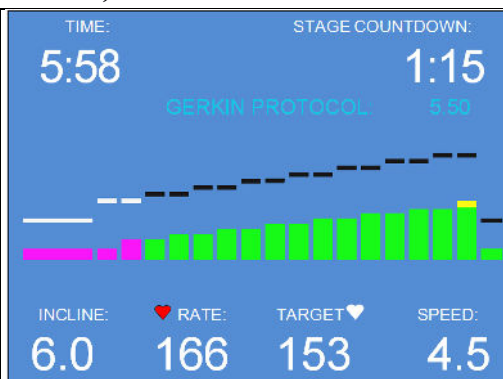 TIME: STAGE COUNTDOWN:
5:58 1:15
GERKIN PROTOCOL 5.50
INCLINE: RATE: TARGET SPEED:
6.0 166 153 4.5